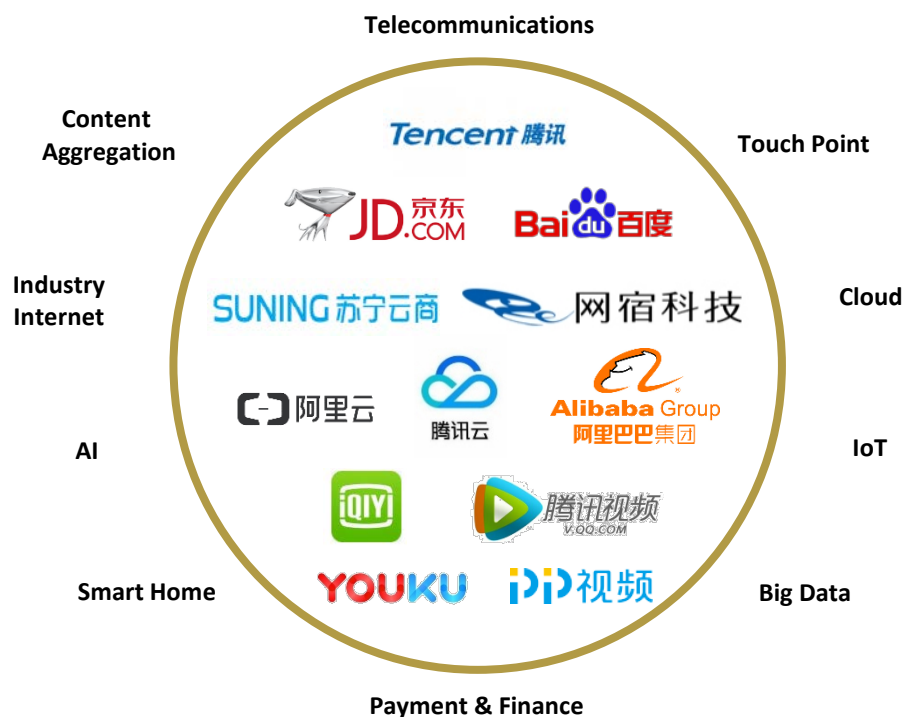 Telecommunications
Content
Aggregation
Tencent 腾讯
Touch Point
JD.COM 京东
Bai du 百度
Industry
Internet
SUNING 苏宁云商
网宿科技
Cloud
阿里云
腾讯云
Alibaba Group
阿里巴巴集团
AI
IoT
iQIYI
腾讯视频
V.QQ.COM
Smart Home
YOUKU
PP视频
Big Data
Payment & Finance